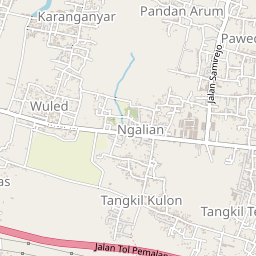 Karanganyar
Pandan Arum
Pawed
Jalan Samirejo
Wuled
Ngalian
as
Tangkil Kulon
Tangkil Te
Jalan Tol Pemalan